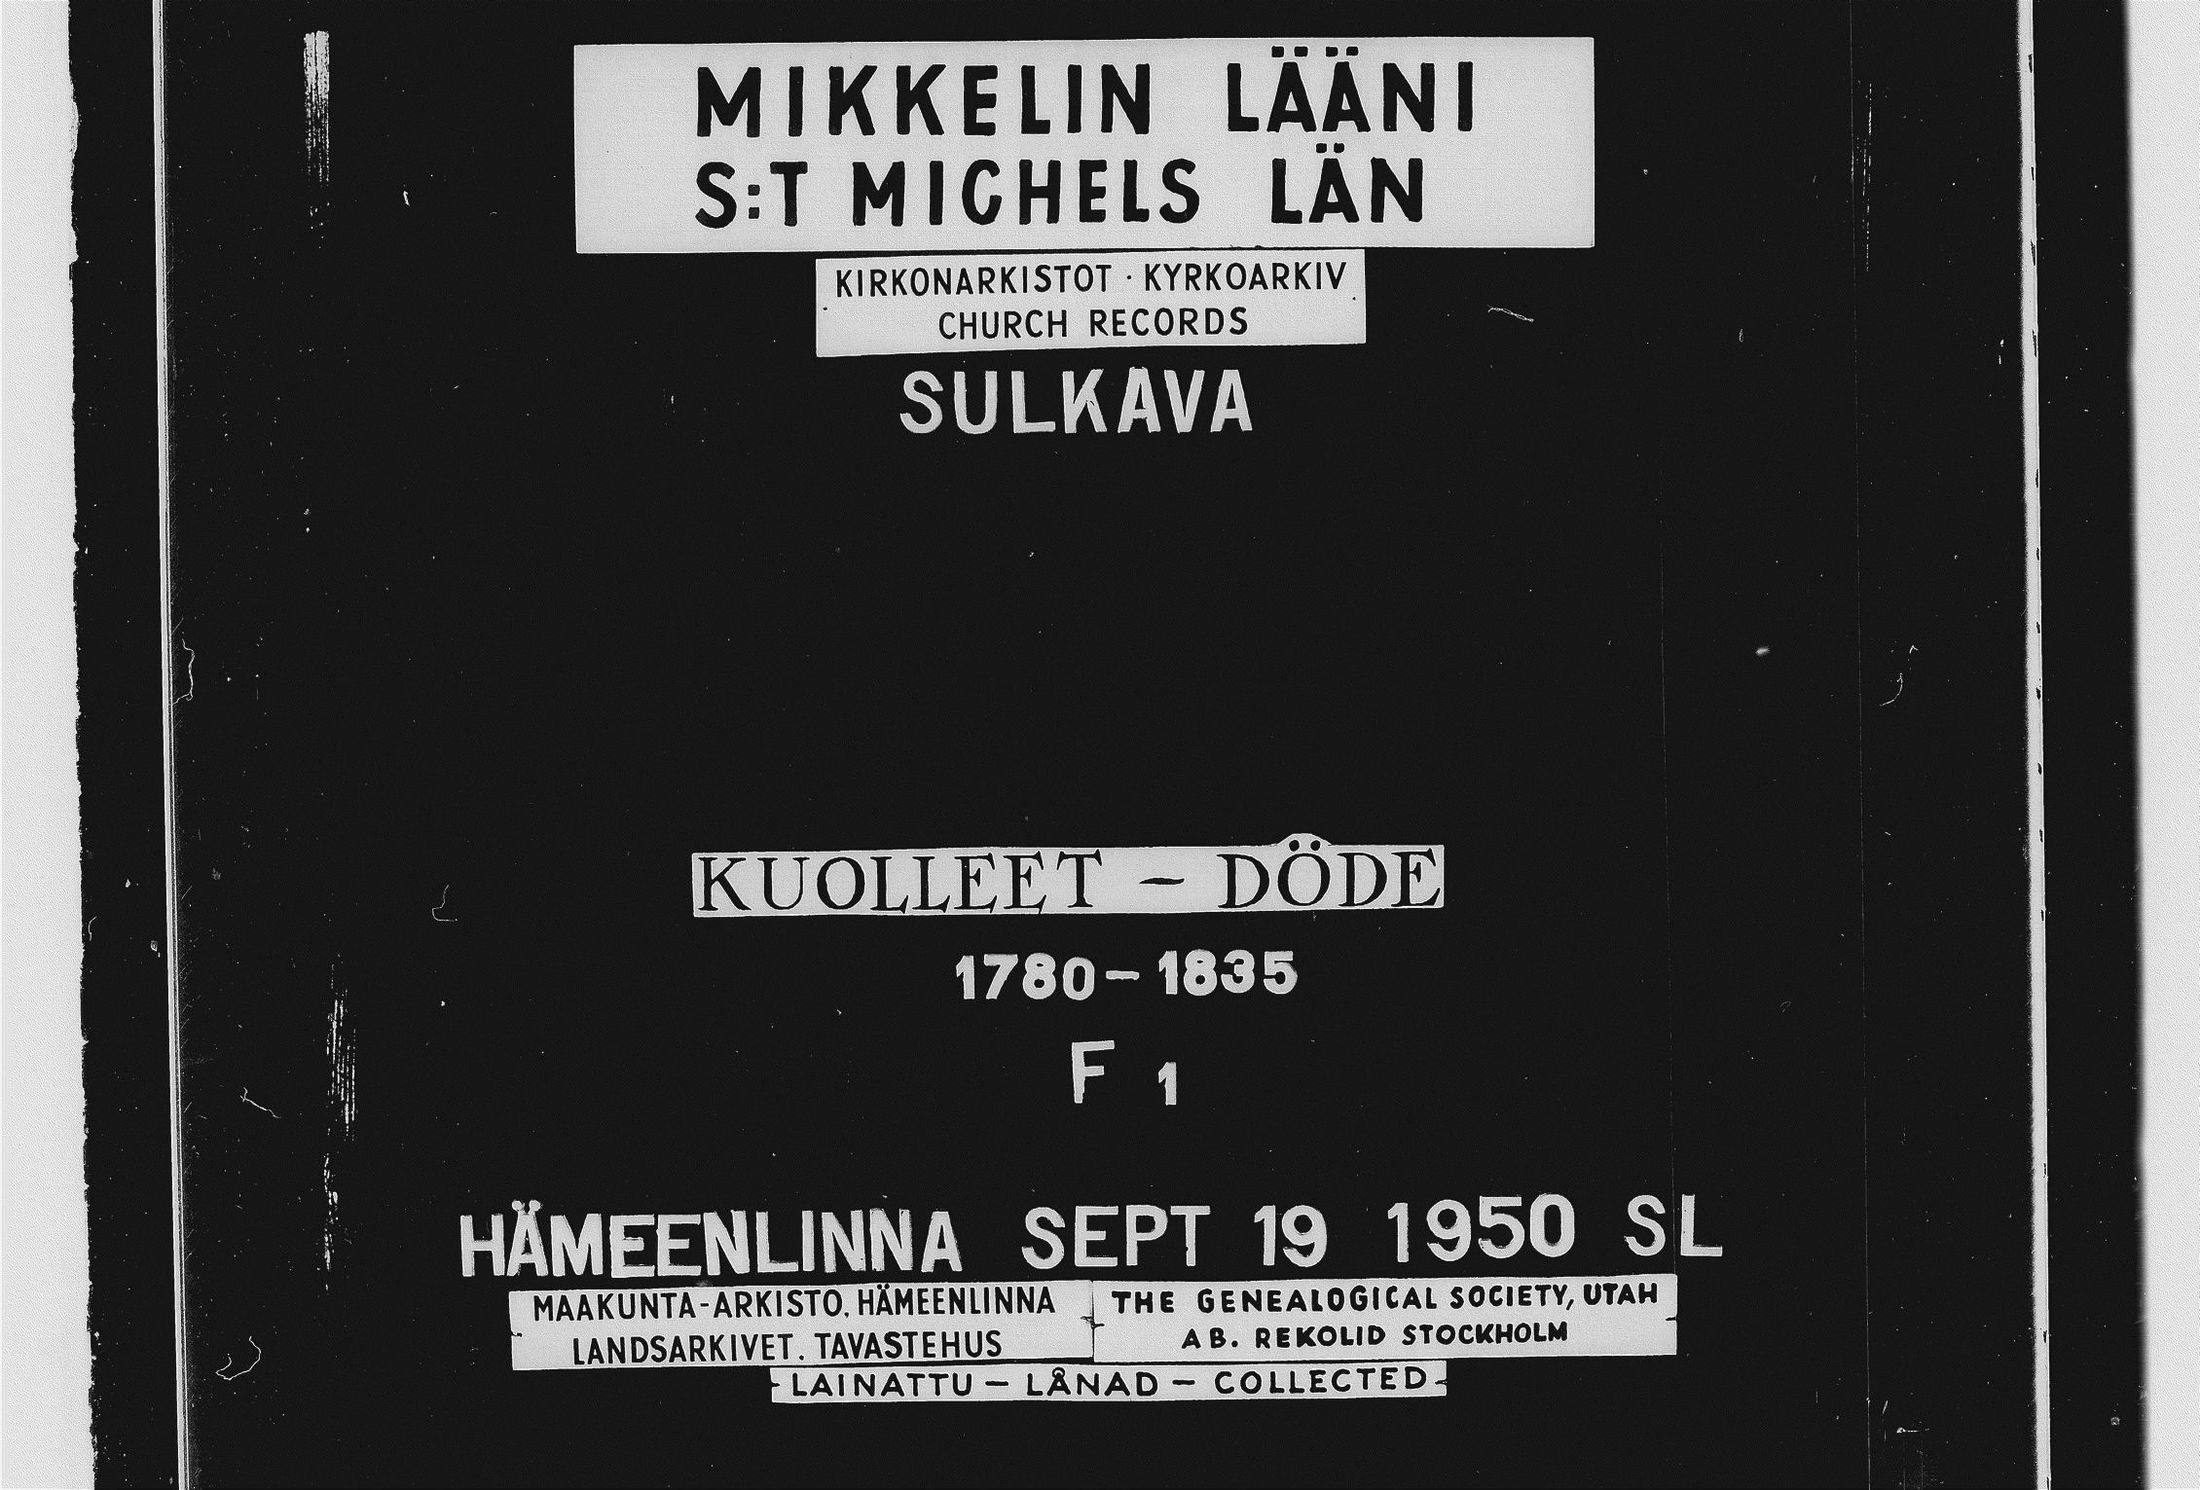 MIKKELIN LÄÄNI
S:T MICHELS LÄN
KIRKONARKISTOT · KYRKOARKIV
CHURCH RECORDS
SULKAVA
KUOLLEET - DÖDE
1780-1835
F 1
HÄMEENLINNA SEPT 19 1950 SL
MAAKUNTA-ARKISTO, HÄMEENLINNA
LANDSARKIVET, TAVASTEHUS
THE GENEALOGICAL SOCIETY, UTAH
AB. REKOLID STOCKHOLM
LAINATTU - LÅNAD - COLLECTED